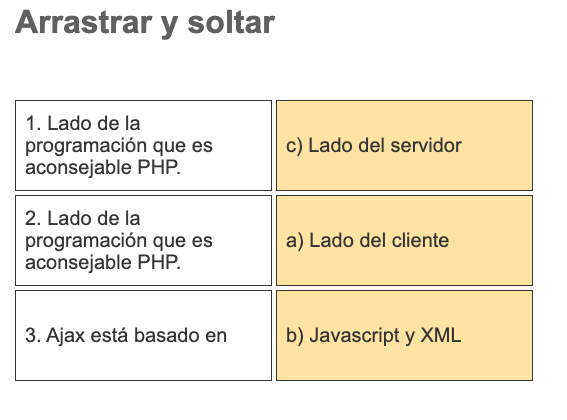 Arrastrar y soltar
1. Lado de la
programación que es
aconsejable PHP.
c) Lado del servidor
2. Lado de la
programación que es
aconsejable PHP.
a) Lado del cliente
3. Ajax está basado en
b) Javascript y XML